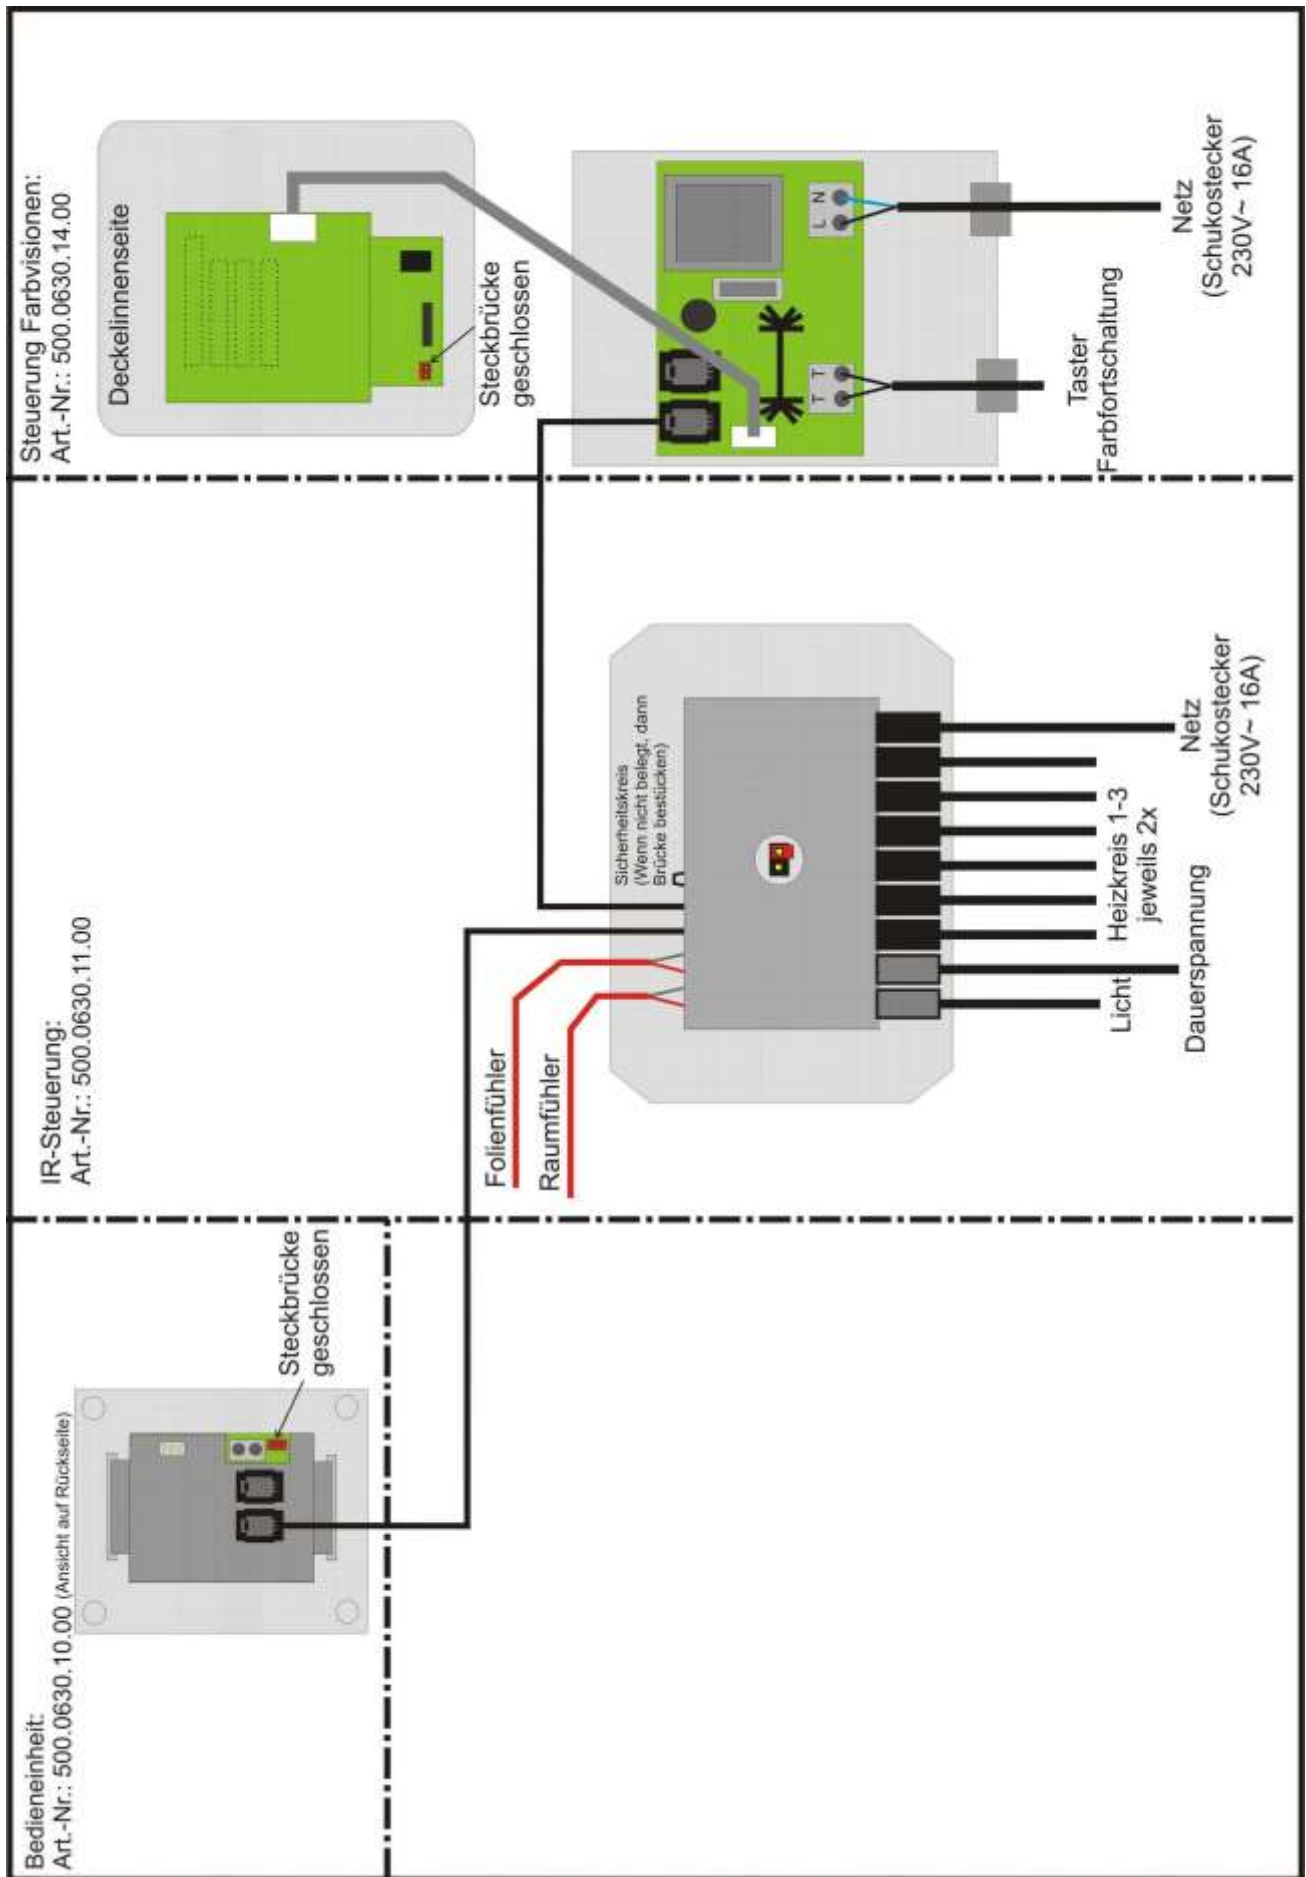 Bedieneinheit:
Art.-Nr.: 500.0630.10.00 (Ansicht auf Rückseite)
Steckbrücke
geschlossen
IR-Steuerung:
Art.-Nr.: 500.0630.11.00
Folienfühler
Raumfühler
Sicherheitskreis
(Wenn nicht belegt, dann
Brücke bestücken)
Licht
Dauerspannung
Heizkreis 1-3
jeweils 2x
Netz
(Schukostecker
230V~ 16A)
Steuerung Farbvisionen:
Art.-Nr.: 500.0630.14.00
Deckelinnenseite
Steckbrücke
geschlossen
T T
L N
Taster
Farbfortschaltung
Netz
(Schukostecker
230V~ 16A)